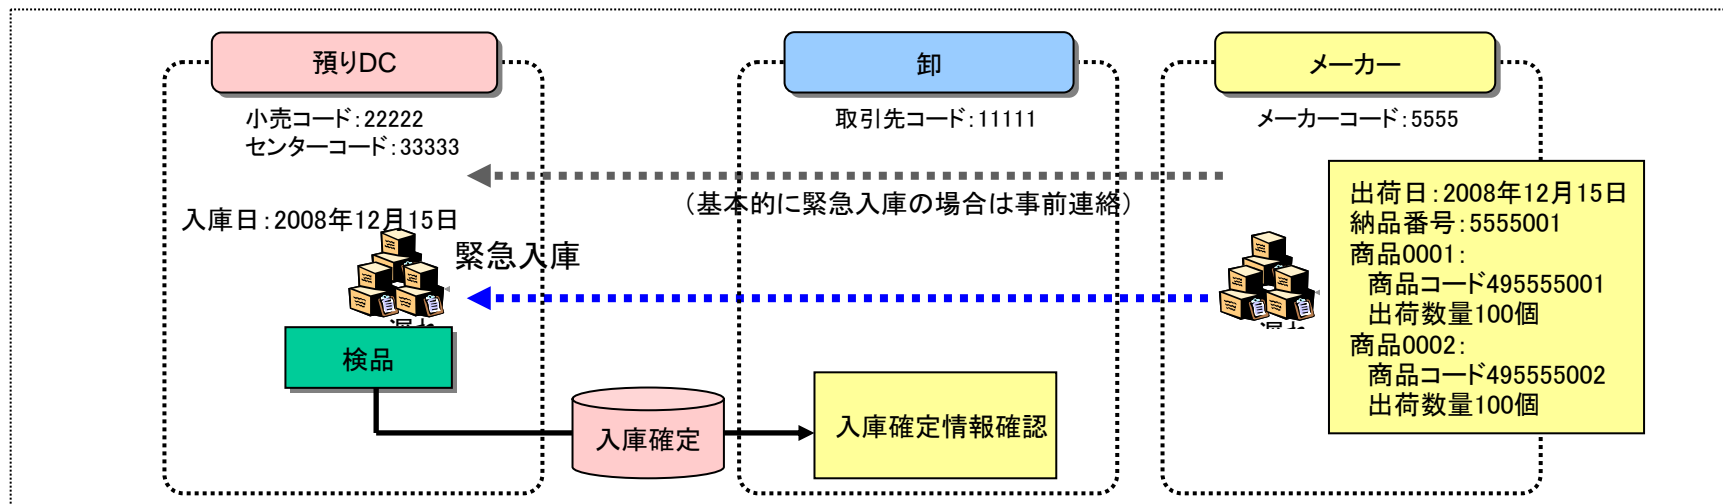 預りDC
卸
メーカー
小売コード：22222
センターコード：33333
取引先コード：11111
メーカーコード：5555
（基本的に緊急入庫の場合は事前連絡）
入庫日：2008年12月15日
緊急入庫
出荷日：2008年12月15日
納品番号：5555001
商品0001：
商品コード495555001
出荷数量100個
商品0002：
商品コード495555002
出荷数量100個
検品
入庫確定
入庫確定情報確認